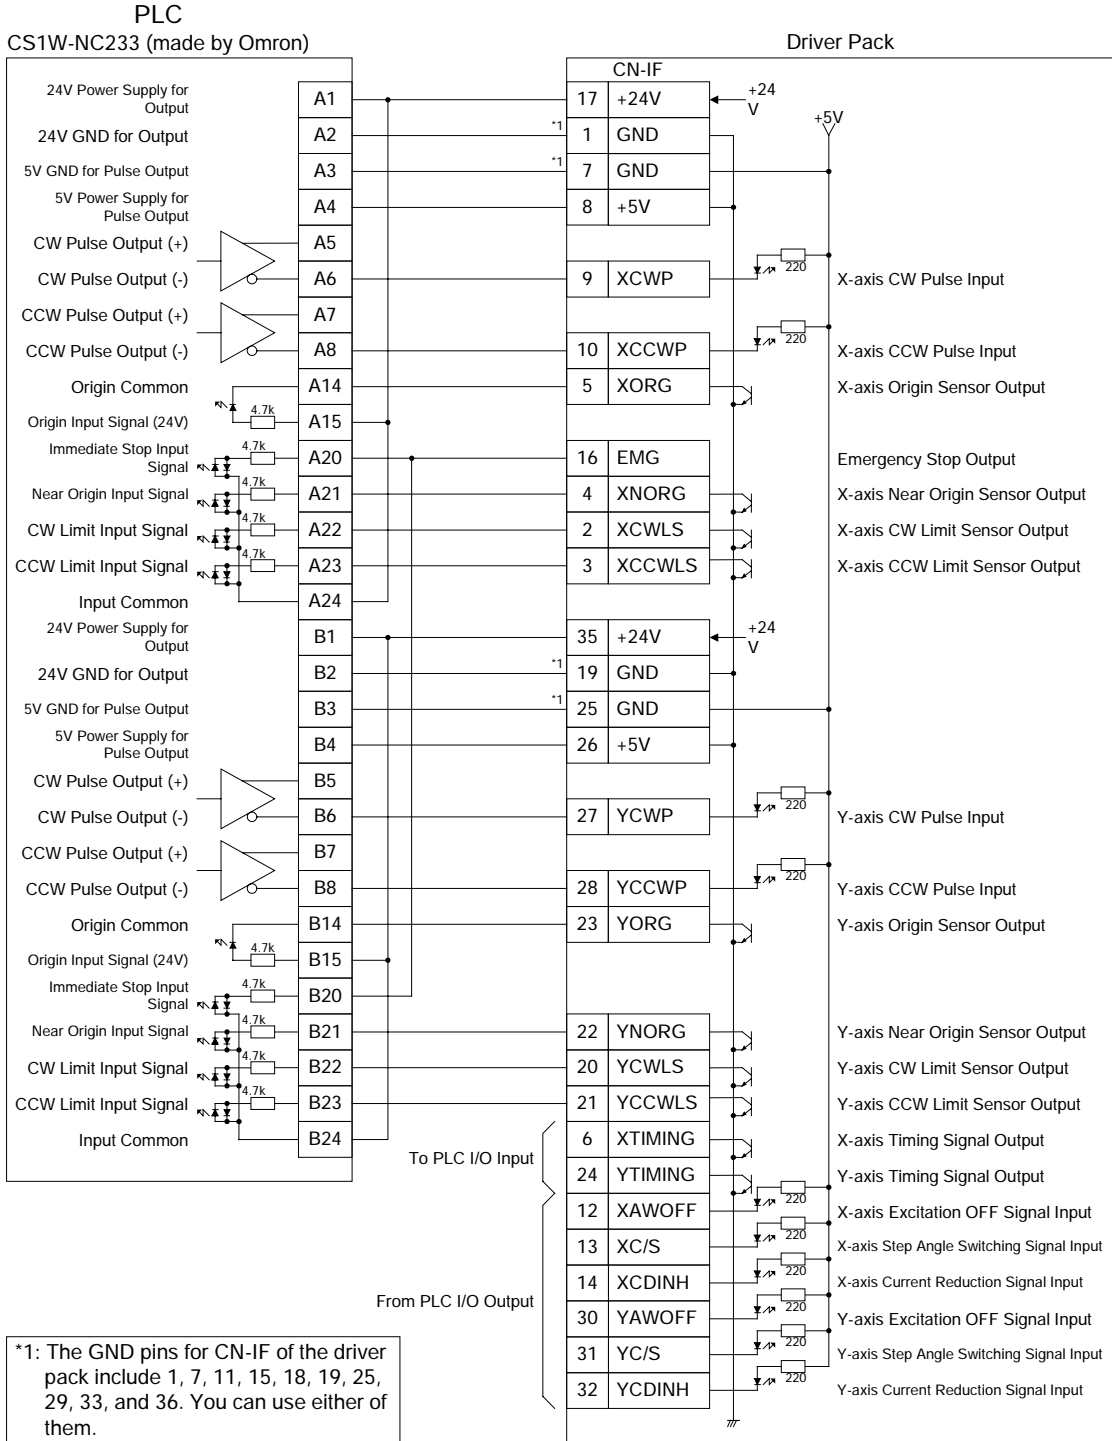 PLC
CS1W-NC233 (made by Omron)
Driver Pack
CN-IF
24V Power Supply for
Output
A1
17 +24V
+24
V
+5V
24V GND for Output
A2
*1
1 GND
5V GND for Pulse Output
A3
*1
7 GND
5V Power Supply for
Pulse Output
A4
8 +5V
CW Pulse Output (+)
A5
CW Pulse Output (-)
A6
9 XCWP
220
X-axis CW Pulse Input
CCW Pulse Output (+)
A7
CCW Pulse Output (-)
A8
10 XCCWP
220
X-axis CCW Pulse Input
Origin Common
A14
5 XORG
X-axis Origin Sensor Output
Origin Input Signal (24V)
4.7k
A15
Immediate Stop Input
Signal
4.7k
A20
16 EMG
Emergency Stop Output
Near Origin Input Signal
4.7k
A21
4 XNORG
X-axis Near Origin Sensor Output
CW Limit Input Signal
4.7k
A22
2 XCWLS
X-axis CW Limit Sensor Output
CCW Limit Input Signal
4.7k
A23
3 XCCWLS
X-axis CCW Limit Sensor Output
Input Common
A24
24V Power Supply for
Output
B1
35 +24V
+24
V
24V GND for Output
B2
*1
19 GND
5V GND for Pulse Output
B3
*1
25 GND
5V Power Supply for
Pulse Output
B4
26 +5V
CW Pulse Output (+)
B5
CW Pulse Output (-)
B6
27 YCWP
220
Y-axis CW Pulse Input
CCW Pulse Output (+)
B7
CCW Pulse Output (-)
B8
28 YCCWP
220
Y-axis CCW Pulse Input
Origin Common
B14
23 YORG
Y-axis Origin Sensor Output
Origin Input Signal (24V)
4.7k
B15
Immediate Stop Input
Signal
4.7k
B20
Near Origin Input Signal
4.7k
B21
22 YNORG
Y-axis Near Origin Sensor Output
CW Limit Input Signal
4.7k
B22
20 YCWLS
Y-axis CW Limit Sensor Output
CCW Limit Input Signal
4.7k
B23
21 YCCWLS
Y-axis CCW Limit Sensor Output
Input Common
B24
To PLC I/O Input
6 XTIMING
X-axis Timing Signal Output
24 YTIMING
Y-axis Timing Signal Output
From PLC I/O Output
12 XAWOFF
220
X-axis Excitation OFF Signal Input
13 XC/S
220
X-axis Step Angle Switching Signal Input
14 XCDINH
220
X-axis Current Reduction Signal Input
30 YAWOFF
220
Y-axis Excitation OFF Signal Input
31 YC/S
220
Y-axis Step Angle Switching Signal Input
32 YCDINH
220
Y-axis Current Reduction Signal Input
*1: The GND pins for CN-IF of the driver
pack include 1, 7, 11, 15, 18, 19, 25,
29, 33, and 36. You can use either of
them.